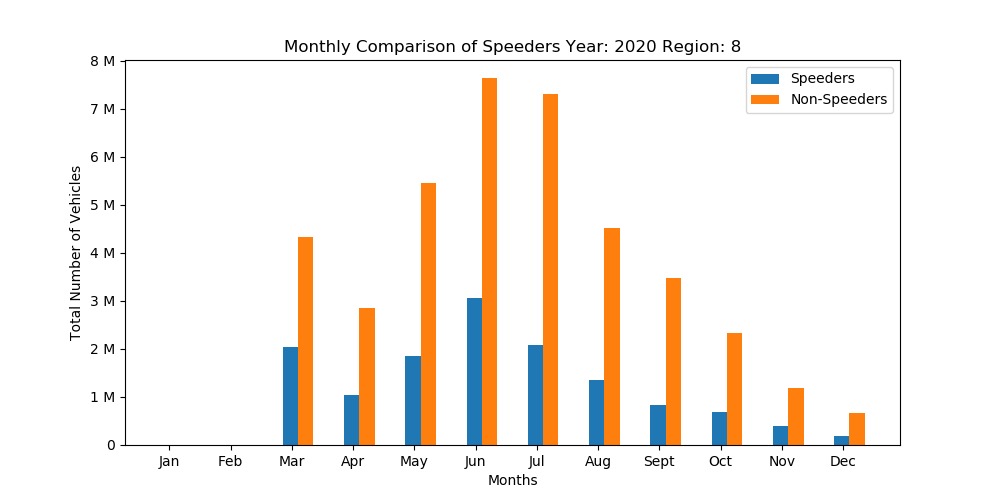 Monthly Comparison of Speeders Year: 2020 Region: 8
Speeders
Non-Speeders
Total Number of Vehicles
8 M
7 M
6 M
5 M
4 M
3 M
2 M
1 M
0
Jan Feb Mar Apr May Jun Jul Aug Sept Oct Nov Dec
Months